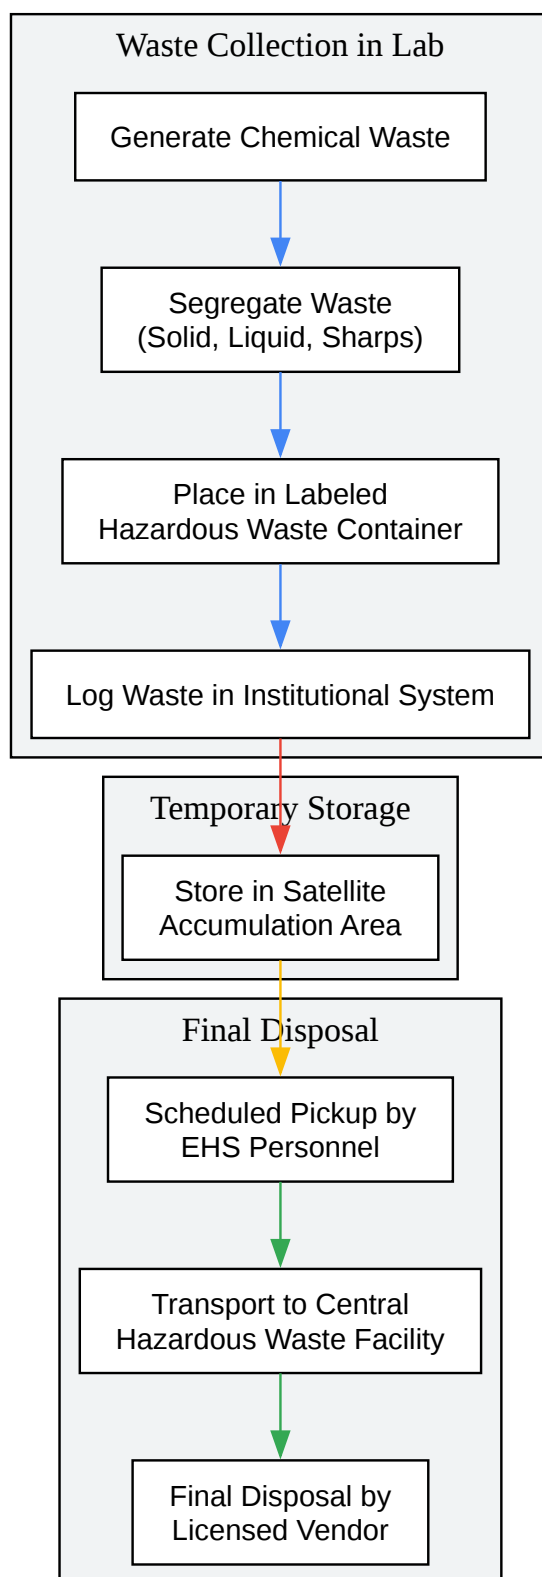 Waste Collection in Lab
Generate Chemical Waste
Segregate Waste
(Solid, Liquid, Sharps)
Place in Labeled
Hazardous Waste Container
Log Waste in Institutional System
Temporary Storage
Store in Satellite
Accumulation Area
Final Disposal
Scheduled Pickup by
EHS Personnel
Transport to Central
Hazardous Waste Facility
Final Disposal by
Licensed Vendor